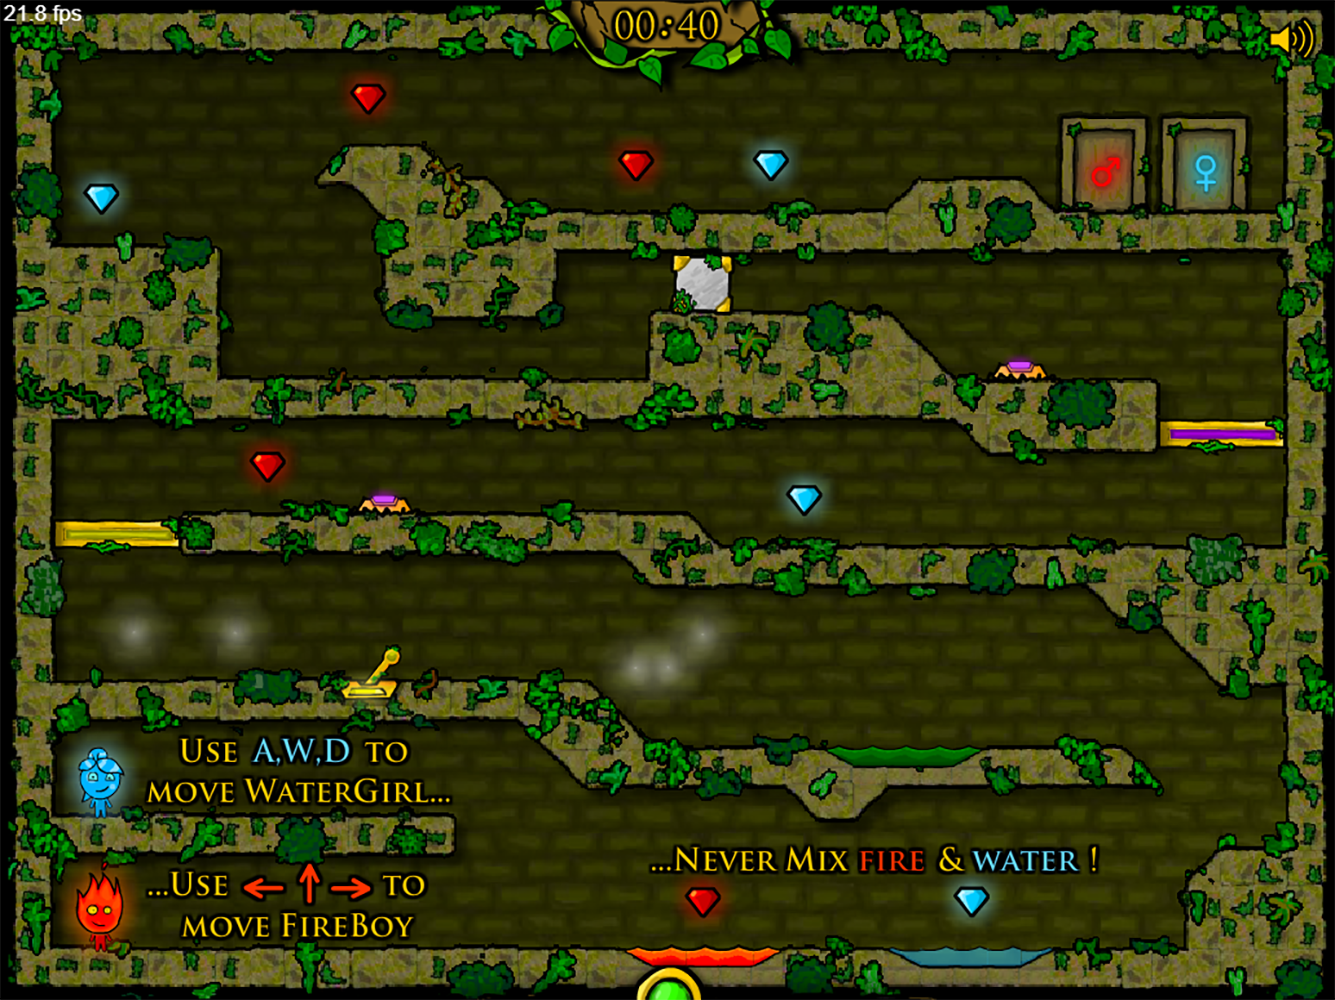 21.8 fps
00:40
USE A,W,D TO
MOVE WATERGIRL...
...USE ← ↑ → TO
MOVE FIREBOY
...NEVER MIX FIRE & WATER !